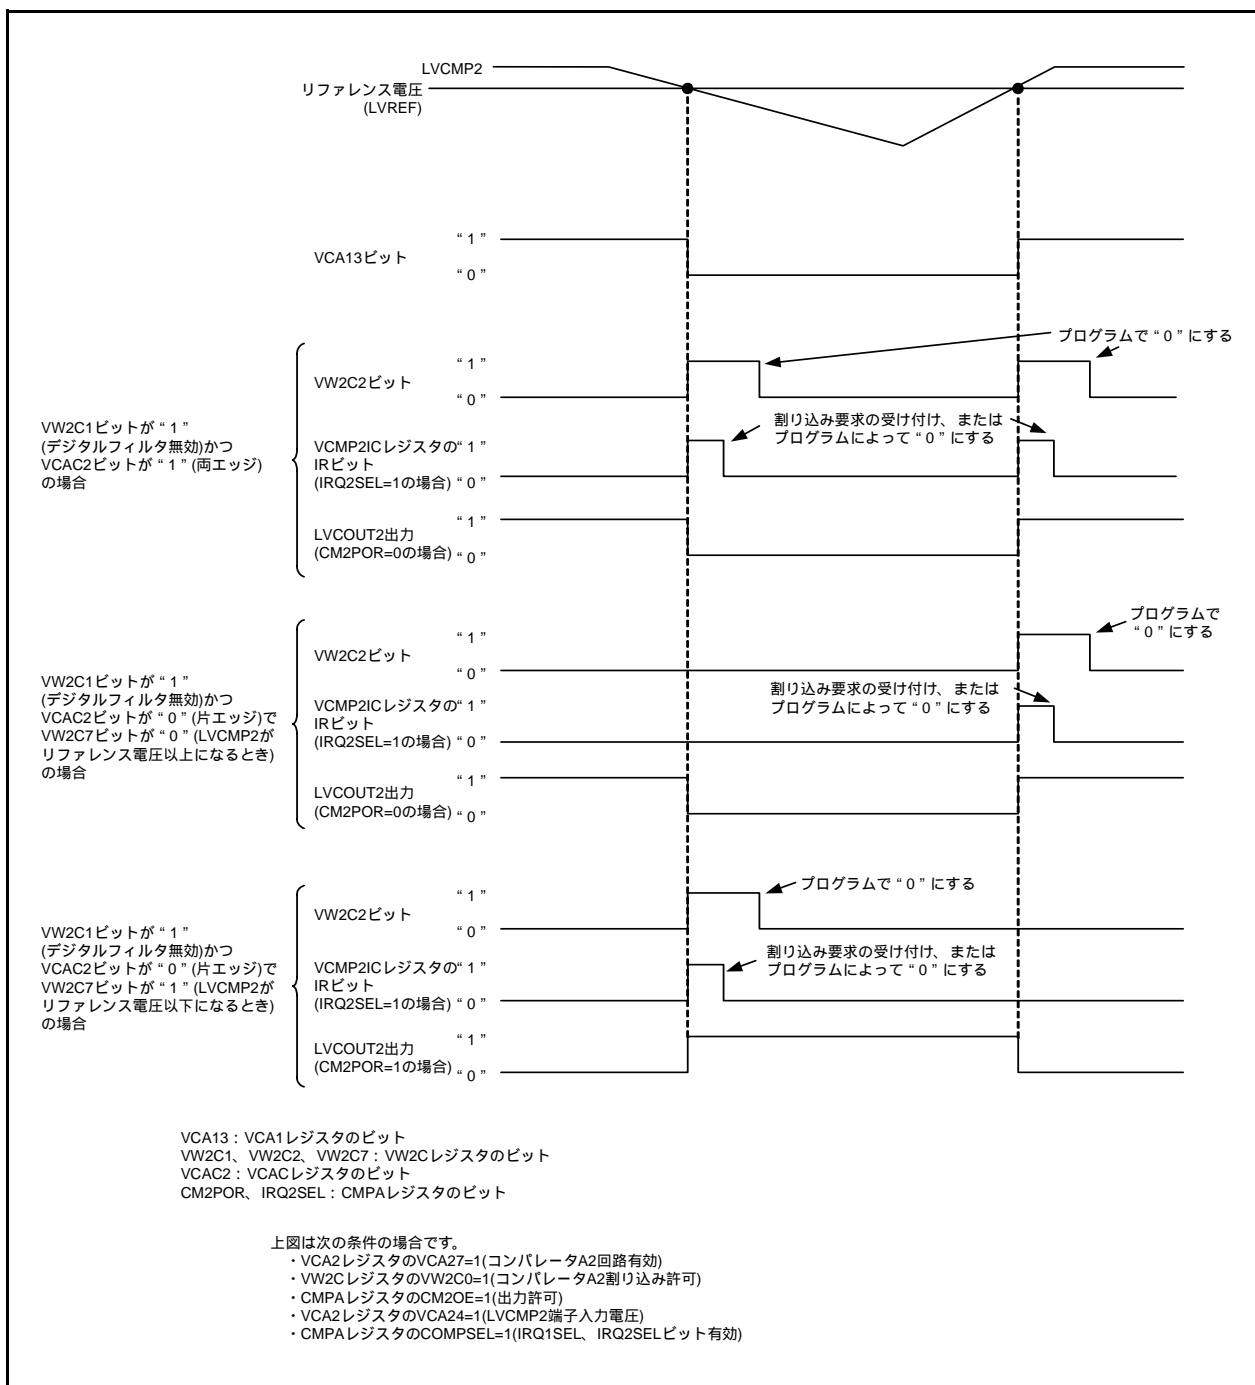 LVCMP2
リファレンス電圧
(LVREF)
“ 1 ”
VCA13ビット
“ 0 ”
プログラムで “ 0 ” にする
“ 1 ”
VW2C2ビット
“ 0 ”
VW2C1ビットが “ 1 ”
(デジタルフィルタ無効)かつ
VCAC2ビットが “ 1 ” (両エッジ)
の場合
割り込み要求の受け付け、または
プログラムによって “ 0 ” にする
VCMP2ICレジスタの “ 1 ”
IRビット
(IRQ2SEL=1の場合) “ 0 ”
“ 1 ”
LVCOUT2出力
(CM2POR=0の場合) “ 0 ”
プログラムで
“ 0 ” にする
“ 1 ”
VW2C2ビット
“ 0 ”
VW2C1ビットが “ 1 ”
(デジタルフィルタ無効)かつ
VCAC2ビットが “ 0 ” (片エッジ)で
VW2C7ビットが “ 0 ” (LVCMP2が
リファレンス電圧以上になるとき)
の場合
割り込み要求の受け付け、または
プログラムによって “ 0 ” にする
VCMP2ICレジスタの “ 1 ”
IRビット
(IRQ2SEL=1の場合) “ 0 ”
“ 1 ”
LVCOUT2出力
(CM2POR=0の場合) “ 0 ”
プログラムで “ 0 ” にする
“ 1 ”
VW2C2ビット
“ 0 ”
VW2C1ビットが “ 1 ”
(デジタルフィルタ無効)かつ
VCAC2ビットが “ 0 ” (片エッジ)で
VW2C7ビットが “ 1 ” (LVCMP2が
リファレンス電圧以下になるとき)
の場合
割り込み要求の受け付け、または
プログラムによって “ 0 ” にする
VCMP2ICレジスタの “ 1 ”
IRビット
(IRQ2SEL=1の場合) “ 0 ”
“ 1 ”
LVCOUT2出力
(CM2POR=1の場合) “ 0 ”
VCA13：VCA1レジスタのビット
VW2C1、VW2C2、VW2C7：VW2Cレジスタのビット
VCAC2：VCACレジスタのビット
CM2POR、IRQ2SEL：CMPAレジスタのビット
上図は次の条件の場合です。
・VCA2レジスタのVCA27=1(コンパレータA2回路有効)
・VW2CレジスタのVW2C0=1(コンパレータA2割り込み許可)
・CMPAレジスタのCM2OE=1(出力許可)
・VCA2レジスタのVCA24=1(LVCMP2端子入力電圧)
・CMPAレジスタのCOMPSEL=1(IRQ1SEL、IRQ2SELビット有効)